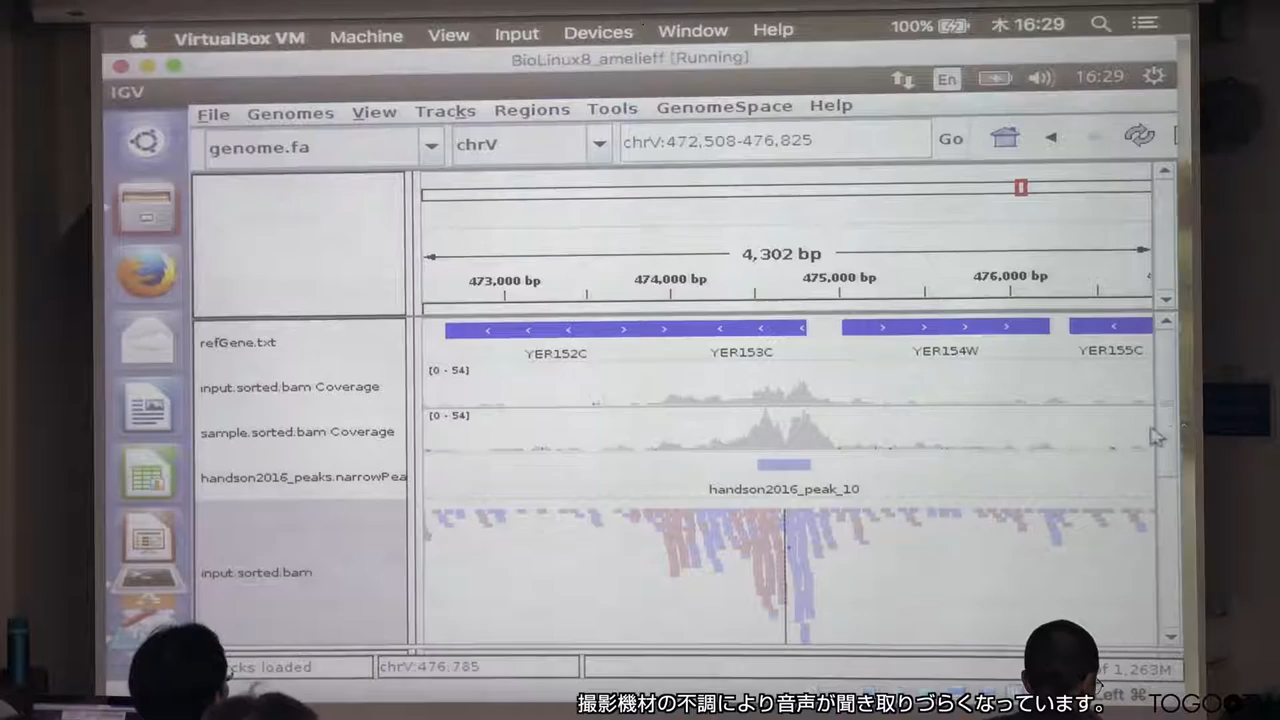 VirtualBox VM Machine View Input Devices Window Help 100% 木 16:29
BioLinux8_amelieff [Running]
IGV En 16:29
File Genomes View Tracks Regions Tools GenomeSpace Help
genome.fa chrV chrV:472,508-476,825 Go
4,302 bp
473,000 bp 474,000 bp 475,000 bp 476,000 bp
refGene.txt
YER152C YER153C YER154W YER155C
[0 - 54]
input.sorted.bam Coverage
[0 - 54]
sample.sorted.bam Coverage
handson2016_peaks.narrowPea
handson2016_peak_10
input.sorted.bam
cks loaded chrV:476,785 of 1,263M
Left ⌘
撮影機材の不調により音声が聞き取りづらくなっています。
TOGO TV